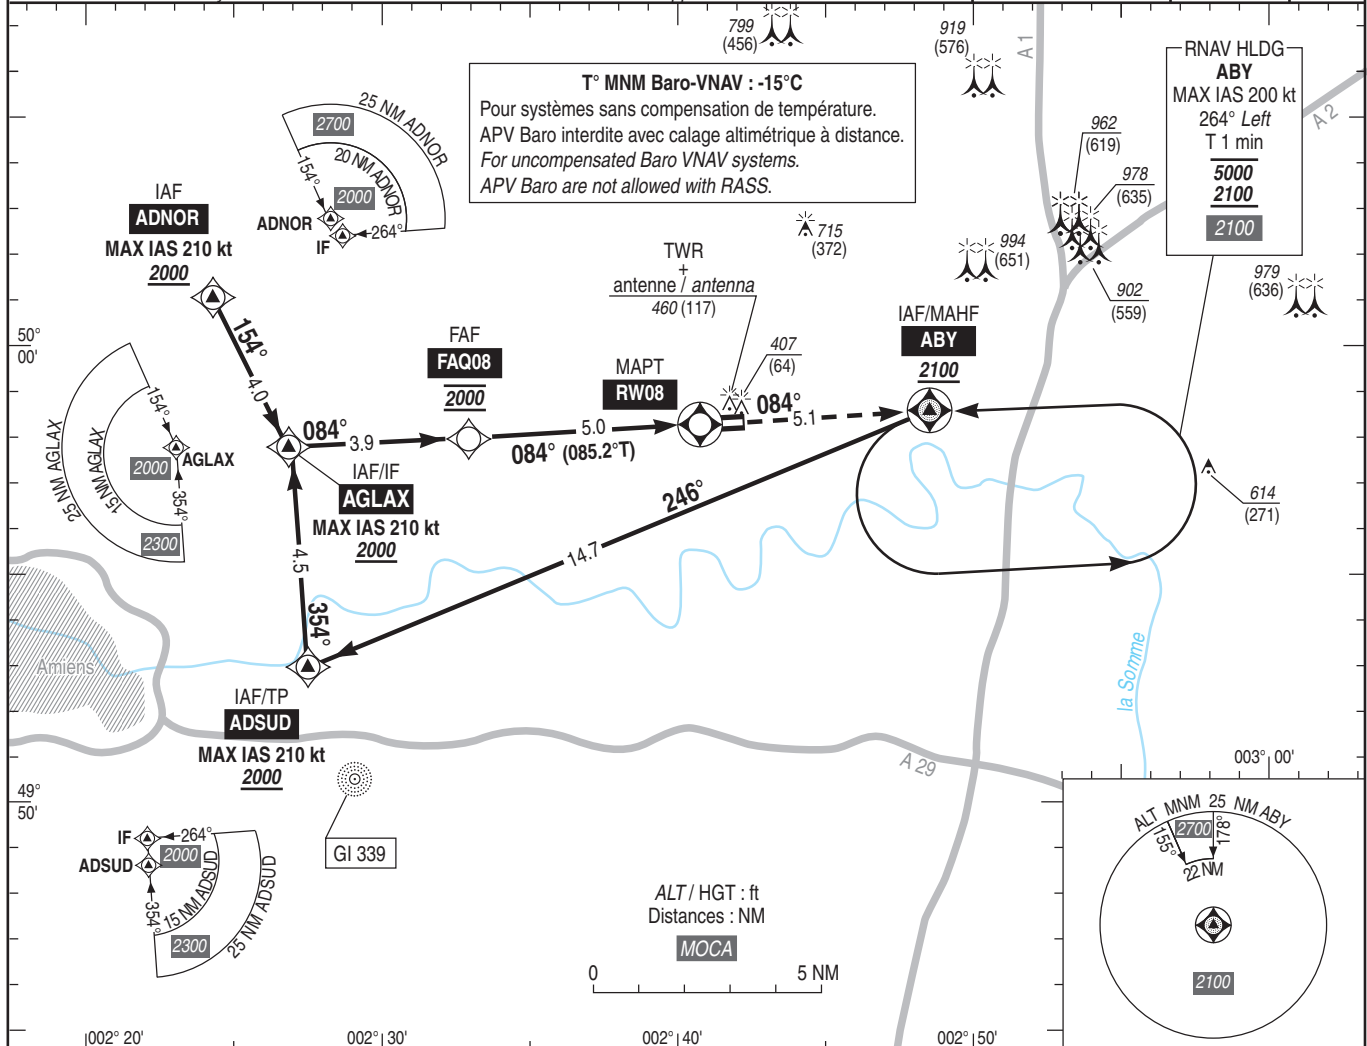 799
(456)
919
(576)
A 1
RNAV HLDG
ABY
MAX IAS 200 kt
264° Left
T 1 min
5000
2100
2100
A 2
T° MNM Baro-VNAV : -15°C
Pour systèmes sans compensation de température.
APV Baro interdite avec calage altimétrique à distance.
For uncompensated Baro VNAV systems.
APV Baro are not allowed with RASS.
25 NM ADNOR
2700
20 NM ADNOR
154°
2000
ADNOR
IF
264°
962
(619)
978
(635)
IAF
ADNOR
MAX IAS 210 kt
2000
715
(372)
994
(651)
902
(559)
979
(636)
TWR
+
antenne / antenna
460 (117)
407
(64)
50°
00'
154°
4.0
FAF
FAQ08
2000
MAPT
RW08
IAF/MAHF
ABY
2100
084°
3.9
5.0
084° (085.2°T)
084°
5.1
25 NM AGLAX
15 NM AGLAX
154°
2000
AGLAX
354°
2300
IAF/IF
AGLAX
MAX IAS 210 kt
2000
246°
14.7
614
(271)
4.5
354°
Amiens
IAF/TP
ADSUD
MAX IAS 210 kt
2000
la Somme
A 29
003° 00'
49°
50'
GI 339
IF
264°
ADSUD
2000
354°
15 NM ADSUD
25 NM ADSUD
2300
ALT / HGT : ft
Distances : NM
MOCA
0
5 NM
ALT MNM 25 NM ABY
155°
2700
178°
22 NM
2100
002° 20'
002° 30'
002° 40'
002° 50'